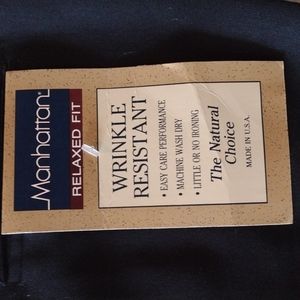 Manhattan®
RELAXED FIT
WRINKLE
RESISTANT
• EASY CARE PERFORMANCE
• MACHINE WASH DRY
• LITTLE OR NO IRONING
The Natural
Choice
MADE IN U.S.A.